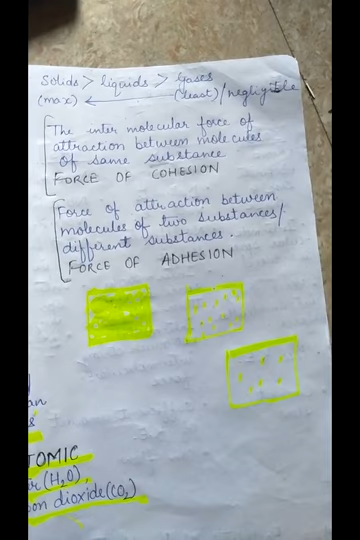 Solids > liquids > Gases
(max) ← (least)/negligible
The inter molecular force of
attraction between molecules
Of same substance
FORCE OF COHESION
Force of attraction between
molecules of two substances/
different substances.
FORCE OF ADHESION
an
s'
TOMIC
er (H₂O),
bon dioxide (CO₂)